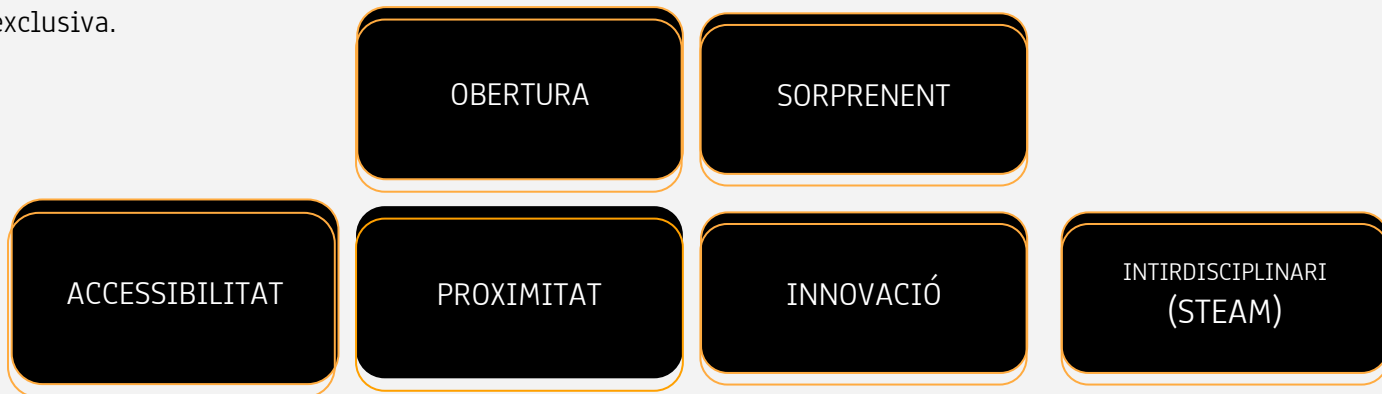 exclusiva.
OBERTURA
SORPRENENT
ACCESSIBILITAT
PROXIMITAT
INNOVACIÓ
INTIRDISCIPLINARI
(STEAM)